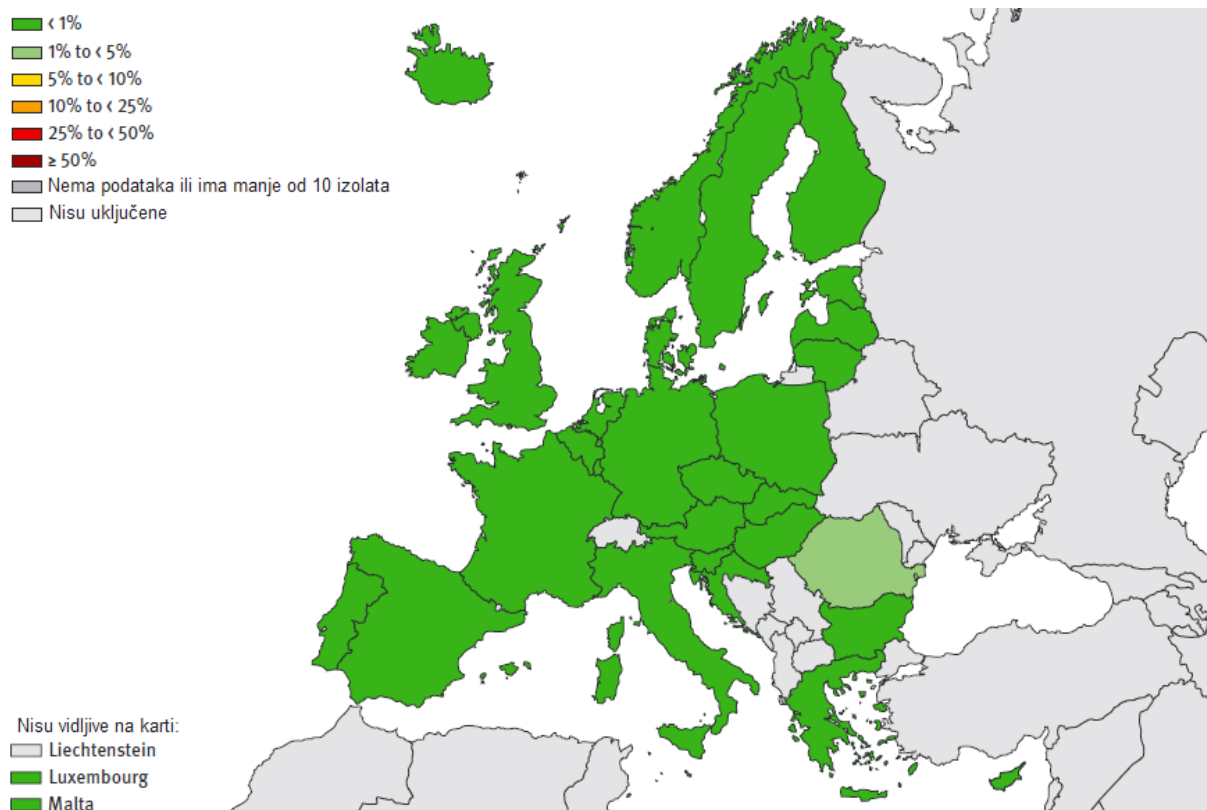 < 1%
1% to < 5%
5% to < 10%
10% to < 25%
25% to < 50%
≥ 50%
Nema podataka ili ima manje od 10 izolata
Nisu uključene
Nisu vidljive na karti:
Liechtenstein
Luxembourg
Malta